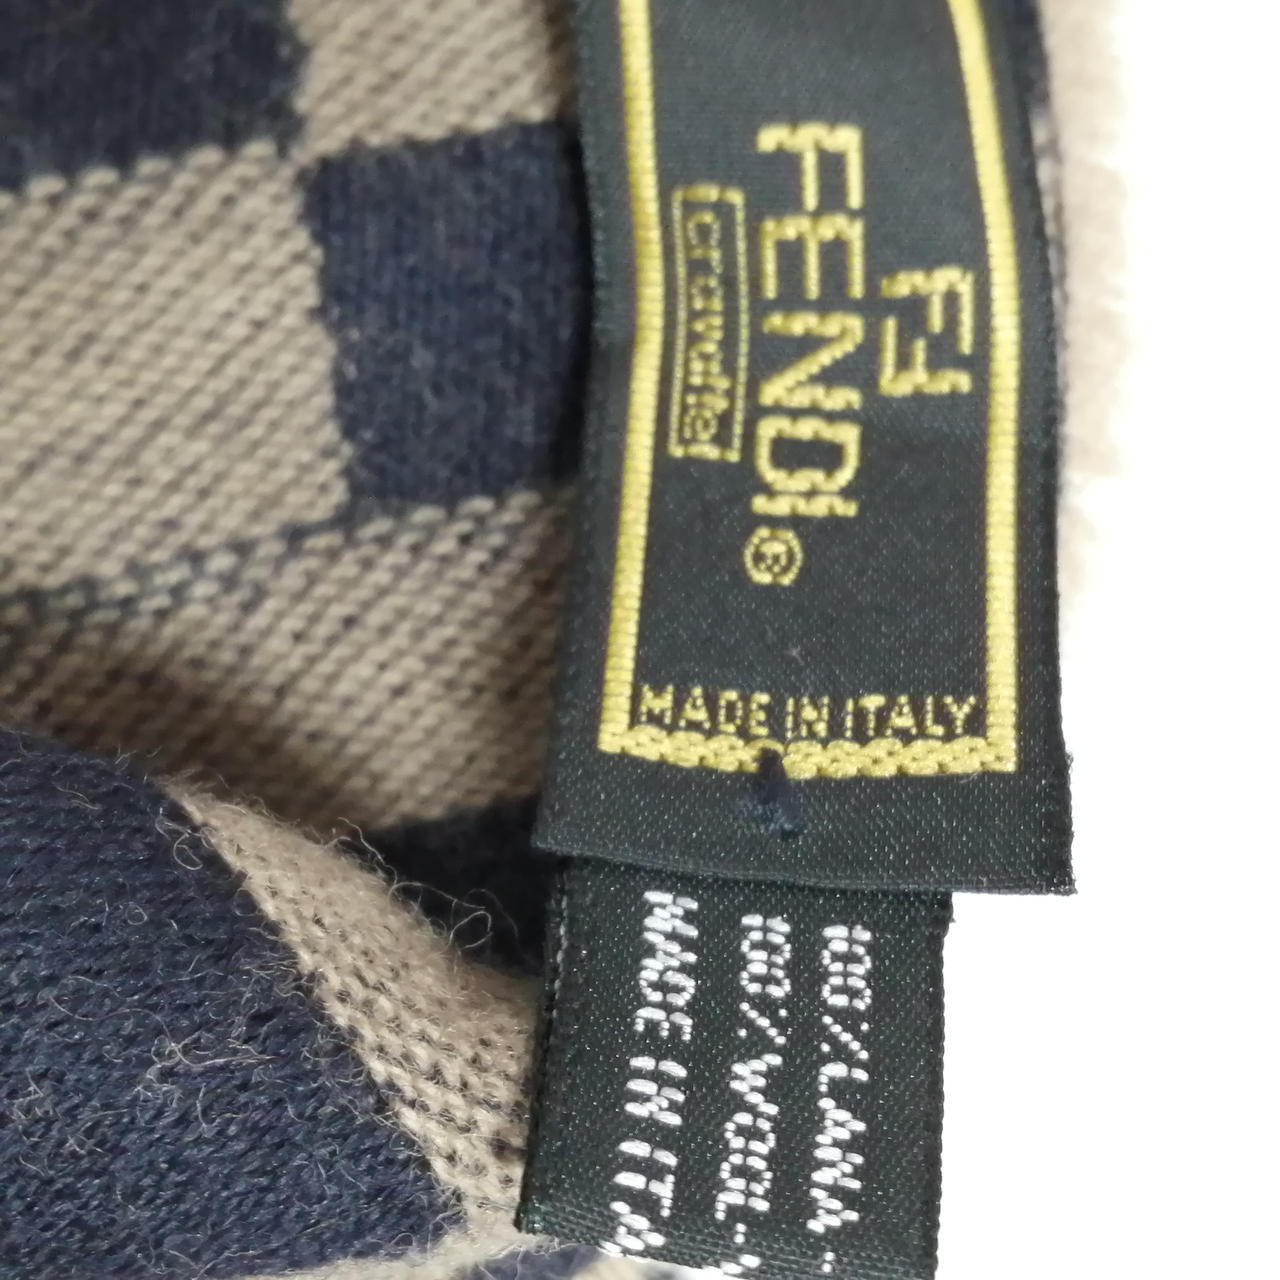 FF
FENDI®
cravatte
MADE IN ITALY
100%LANA
100%WOOL
MADE IN ITA